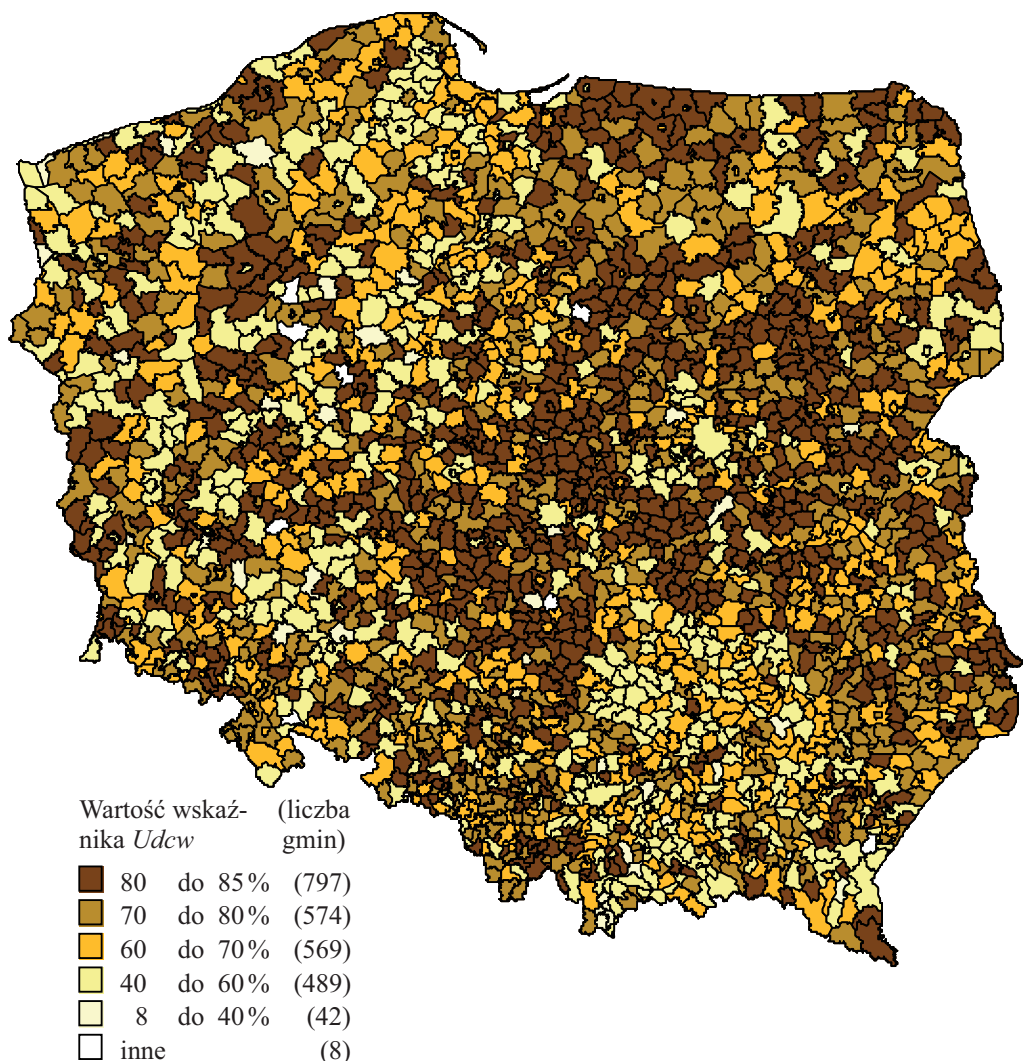 Wartość wskaź- (liczba
nika Udcw gmin)
80 do 85% (797)
70 do 80% (574)
60 do 70% (569)
40 do 60% (489)
8 do 40% (42)
inne (8)